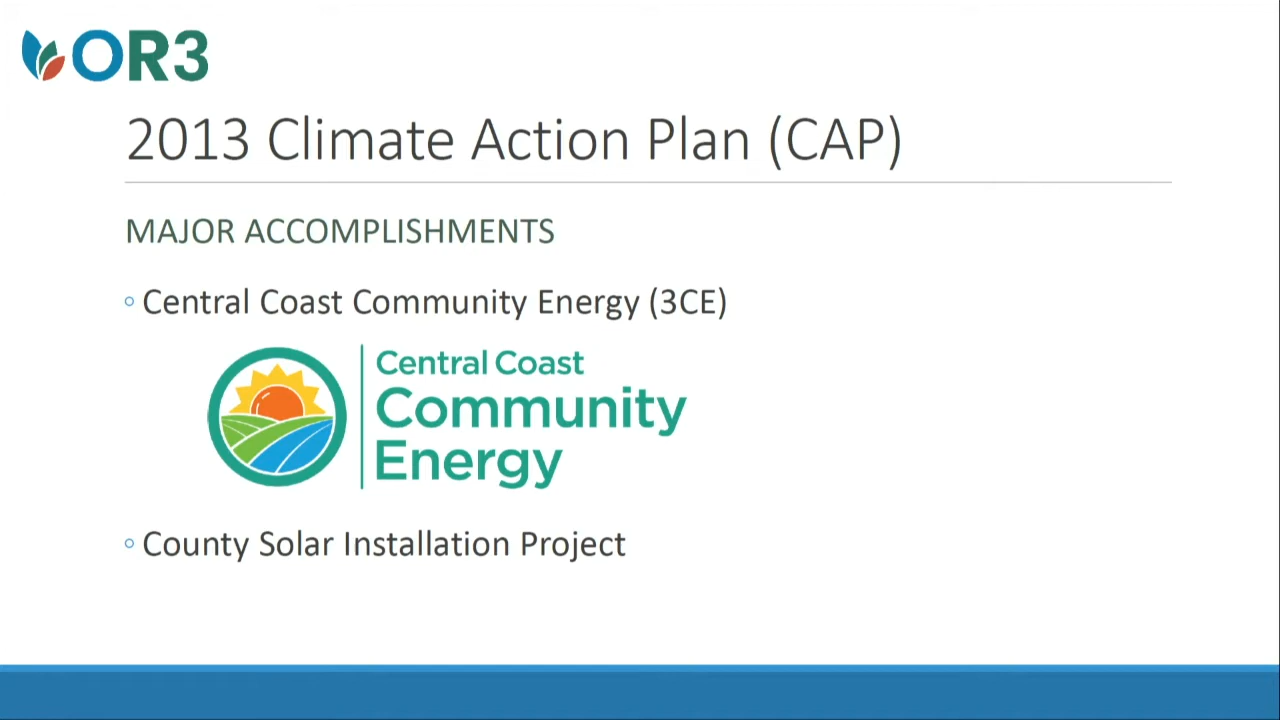 OR3
2013 Climate Action Plan (CAP)
MAJOR ACCOMPLISHMENTS
◦ Central Coast Community Energy (3CE)
Central Coast
Community
Energy
◦ County Solar Installation Project